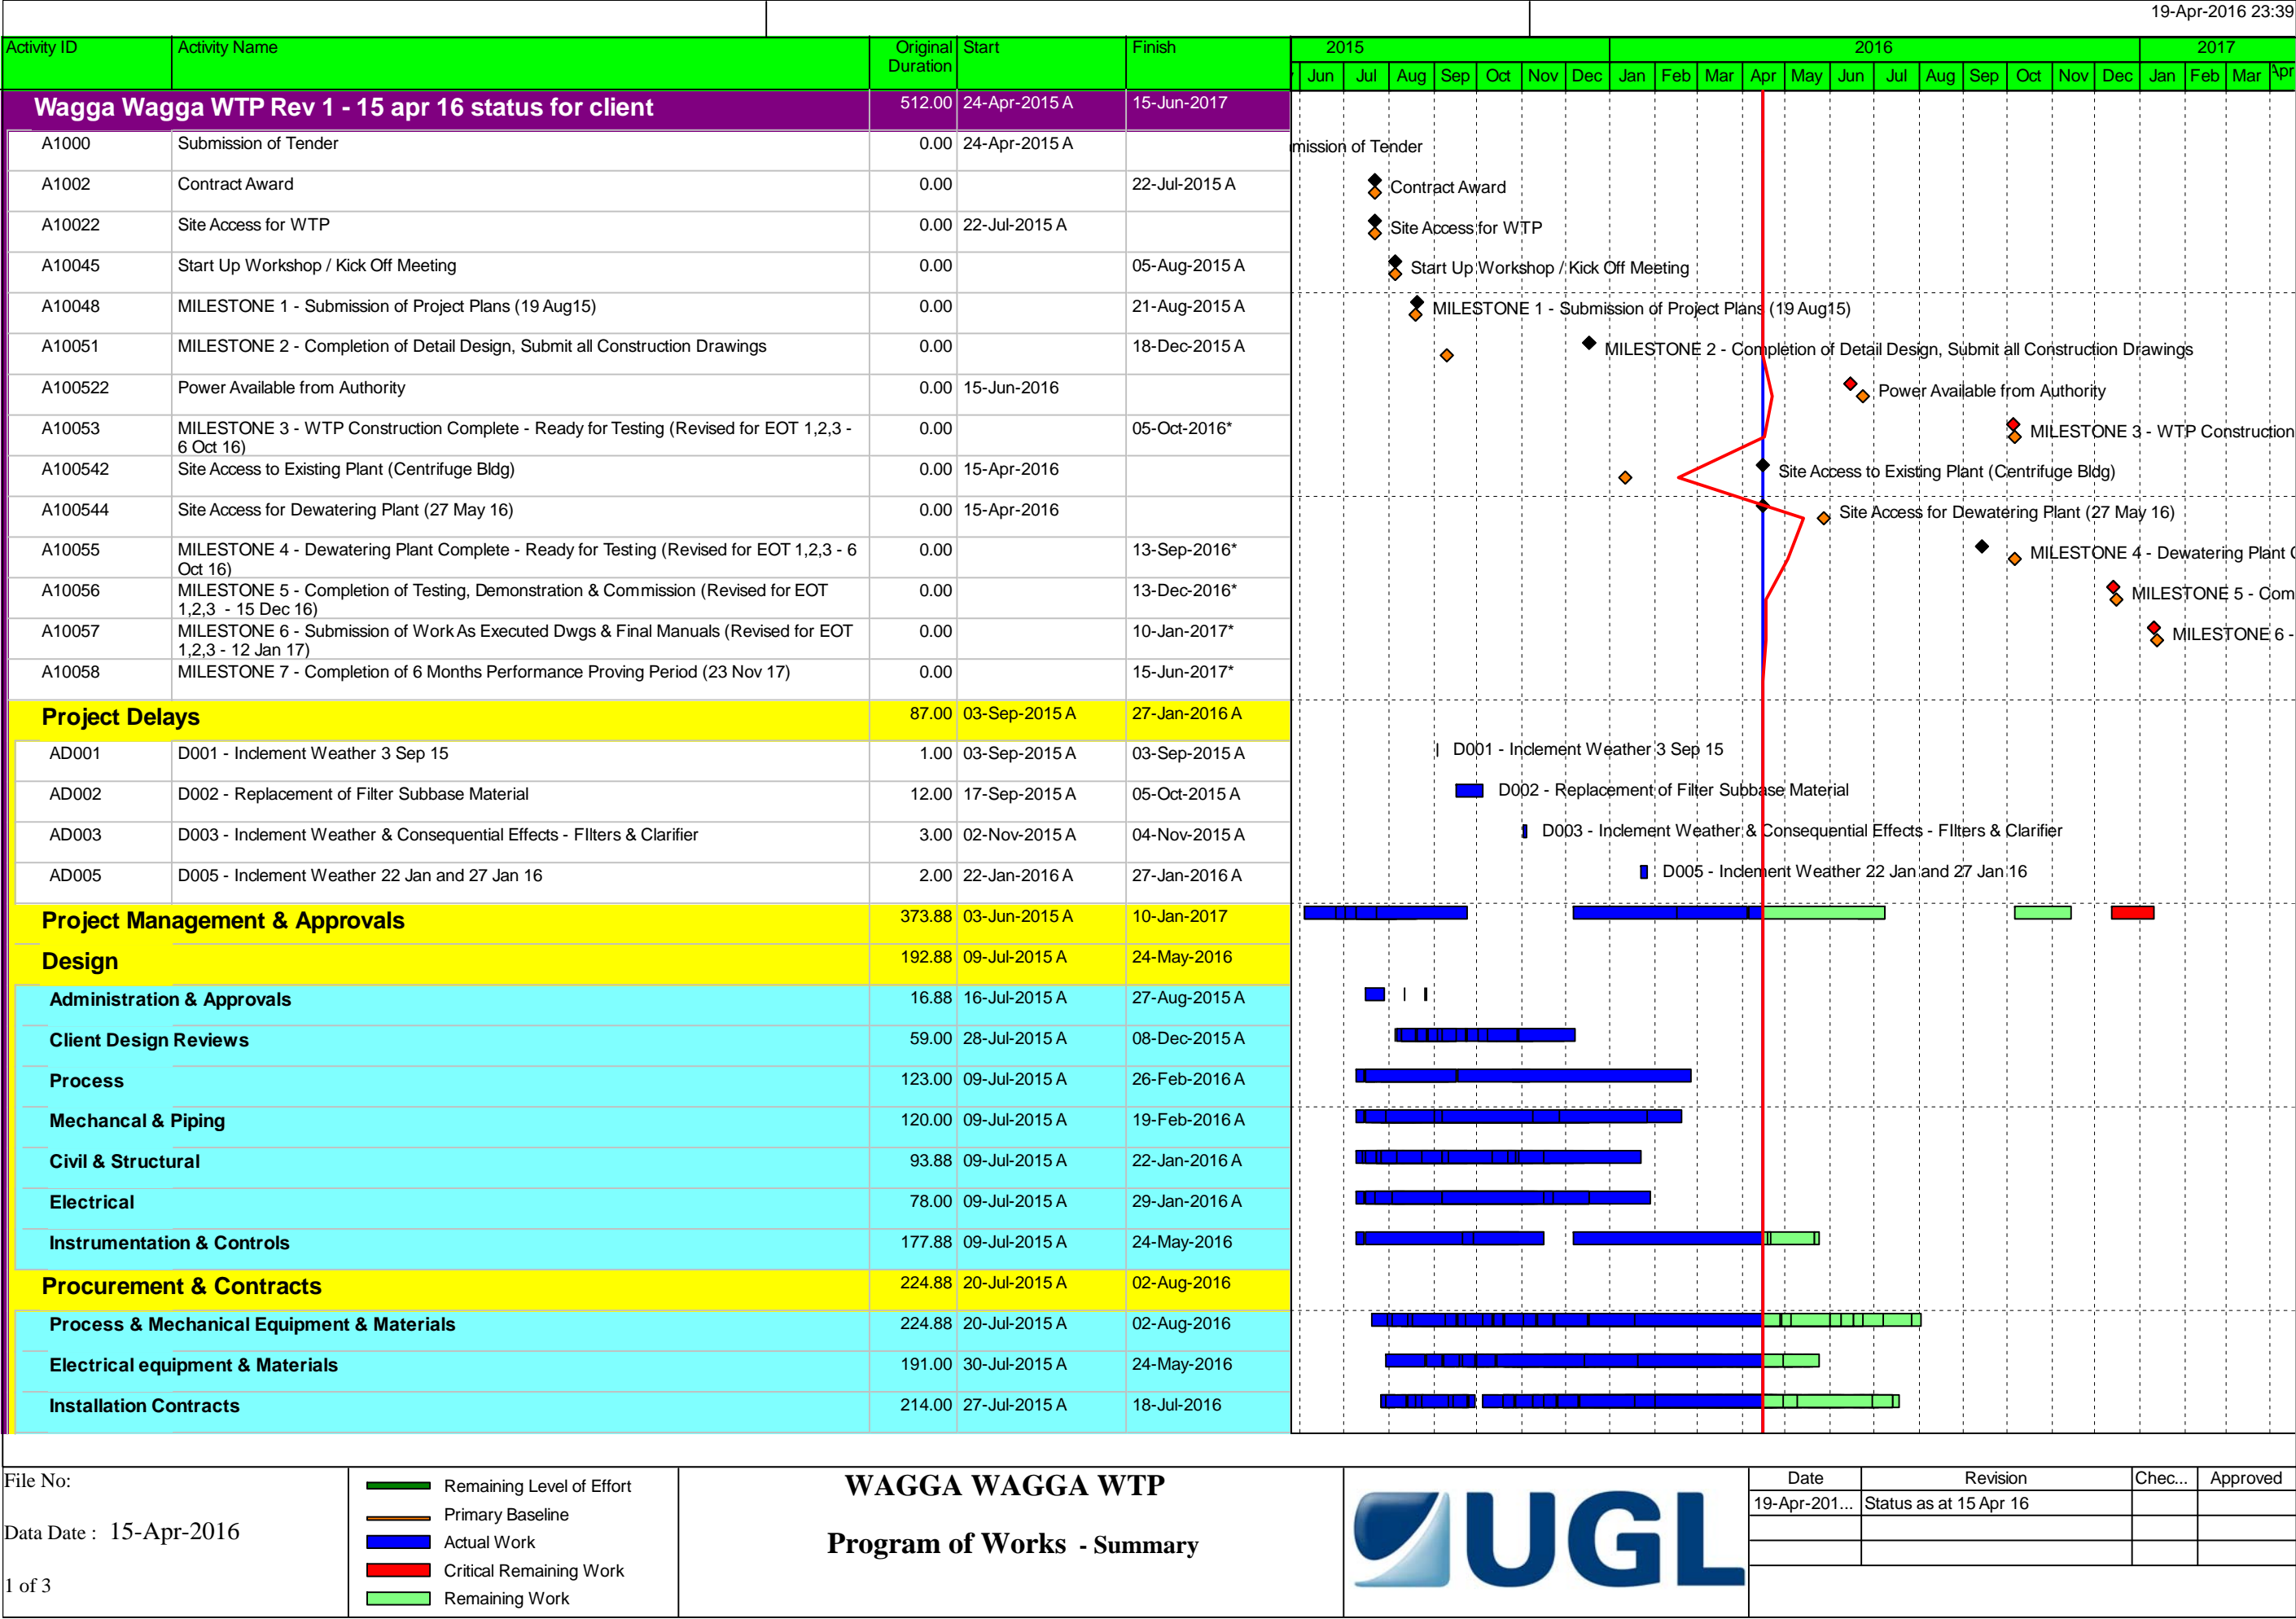 19-Apr-2016 23:39
Activity ID Activity Name Original Duration Start Finish 2015 2016 2017
Jun Jul Aug Sep Oct Nov Dec Jan Feb Mar Apr May Jun Jul Aug Sep Oct Nov Dec Jan Feb Mar Apr
Wagga Wagga WTP Rev 1 - 15 apr 16 status for client 512.00 24-Apr-2015 A 15-Jun-2017
A1000 Submission of Tender 0.00 24-Apr-2015 A mission of Tender
A1002 Contract Award 0.00 22-Jul-2015 A Contract Award
A10022 Site Access for WTP 0.00 22-Jul-2015 A Site Access for WTP
A10045 Start Up Workshop / Kick Off Meeting 0.00 05-Aug-2015 A Start Up Workshop / Kick Off Meeting
A10048 MILESTONE 1 - Submission of Project Plans (19 Aug15) 0.00 21-Aug-2015 A MILESTONE 1 - Submission of Project Plans (19 Aug15)
A10051 MILESTONE 2 - Completion of Detail Design, Submit all Construction Drawings 0.00 18-Dec-2015 A MILESTONE 2 - Completion of Detail Design, Submit all Construction Drawings
A100522 Power Available from Authority 0.00 15-Jun-2016 Power Available from Authority
A10053 MILESTONE 3 - WTP Construction Complete - Ready for Testing (Revised for EOT 1,2,3 - 0.00 05-Oct-2016* MILESTONE 3 - WTP Construction
6 Oct 16)
A100542 Site Access to Existing Plant (Centrifuge Bldg) 0.00 15-Apr-2016 Site Access to Existing Plant (Centrifuge Bldg)
A100544 Site Access for Dewatering Plant (27 May 16) 0.00 15-Apr-2016 Site Access for Dewatering Plant (27 May 16)
A10055 MILESTONE 4 - Dewatering Plant Complete - Ready for Testing (Revised for EOT 1,2,3 - 6 0.00 13-Sep-2016* MILESTONE 4 - Dewatering Plant
Oct 16)
A10056 MILESTONE 5 - Completion of Testing, Demonstration & Commission (Revised for EOT 0.00 13-Dec-2016* MILESTONE 5 - Com
1,2,3 - 15 Dec 16)
A10057 MILESTONE 6 - Submission of Work As Executed Dwgs & Final Manuals (Revised for EOT 0.00 10-Jan-2017* MILESTONE 6 -
1,2,3 - 12 Jan 17)
A10058 MILESTONE 7 - Completion of 6 Months Performance Proving Period (23 Nov 17) 0.00 15-Jun-2017*
Project Delays 87.00 03-Sep-2015 A 27-Jan-2016 A
AD001 D001 - Inclement Weather 3 Sep 15 1.00 03-Sep-2015 A 03-Sep-2015 A D001 - Inclement Weather 3 Sep 15
AD002 D002 - Replacement of Filter Subbase Material 12.00 17-Sep-2015 A 05-Oct-2015 A D002 - Replacement of Filter Subbase Material
AD003 D003 - Inclement Weather & Consequential Effects - FIlters & Clarifier 3.00 02-Nov-2015 A 04-Nov-2015 A D003 - Inclement Weather & Consequential Effects - FIlters & Clarifier
AD005 D005 - Inclement Weather 22 Jan and 27 Jan 16 2.00 22-Jan-2016 A 27-Jan-2016 A D005 - Inclement Weather 22 Jan and 27 Jan 16
Project Management & Approvals 373.88 03-Jun-2015 A 10-Jan-2017
Design 192.88 09-Jul-2015 A 24-May-2016
Administration & Approvals 16.88 16-Jul-2015 A 27-Aug-2015 A
Client Design Reviews 59.00 28-Jul-2015 A 08-Dec-2015 A
Process 123.00 09-Jul-2015 A 26-Feb-2016 A
Mechancal & Piping 120.00 09-Jul-2015 A 19-Feb-2016 A
Civil & Structural 93.88 09-Jul-2015 A 22-Jan-2016 A
Electrical 78.00 09-Jul-2015 A 29-Jan-2016 A
Instrumentation & Controls 177.88 09-Jul-2015 A 24-May-2016
Procurement & Contracts 224.88 20-Jul-2015 A 02-Aug-2016
Process & Mechanical Equipment & Materials 224.88 20-Jul-2015 A 02-Aug-2016
Electrical equipment & Materials 191.00 30-Jul-2015 A 24-May-2016
Installation Contracts 214.00 27-Jul-2015 A 18-Jul-2016
File No:
Data Date : 15-Apr-2016
1 of 3
Remaining Level of Effort
Primary Baseline
Actual Work
Critical Remaining Work
Remaining Work
WAGGA WAGGA WTP
Program of Works - Summary
UGL
Date Revision Chec... Approved
19-Apr-201... Status as at 15 Apr 16